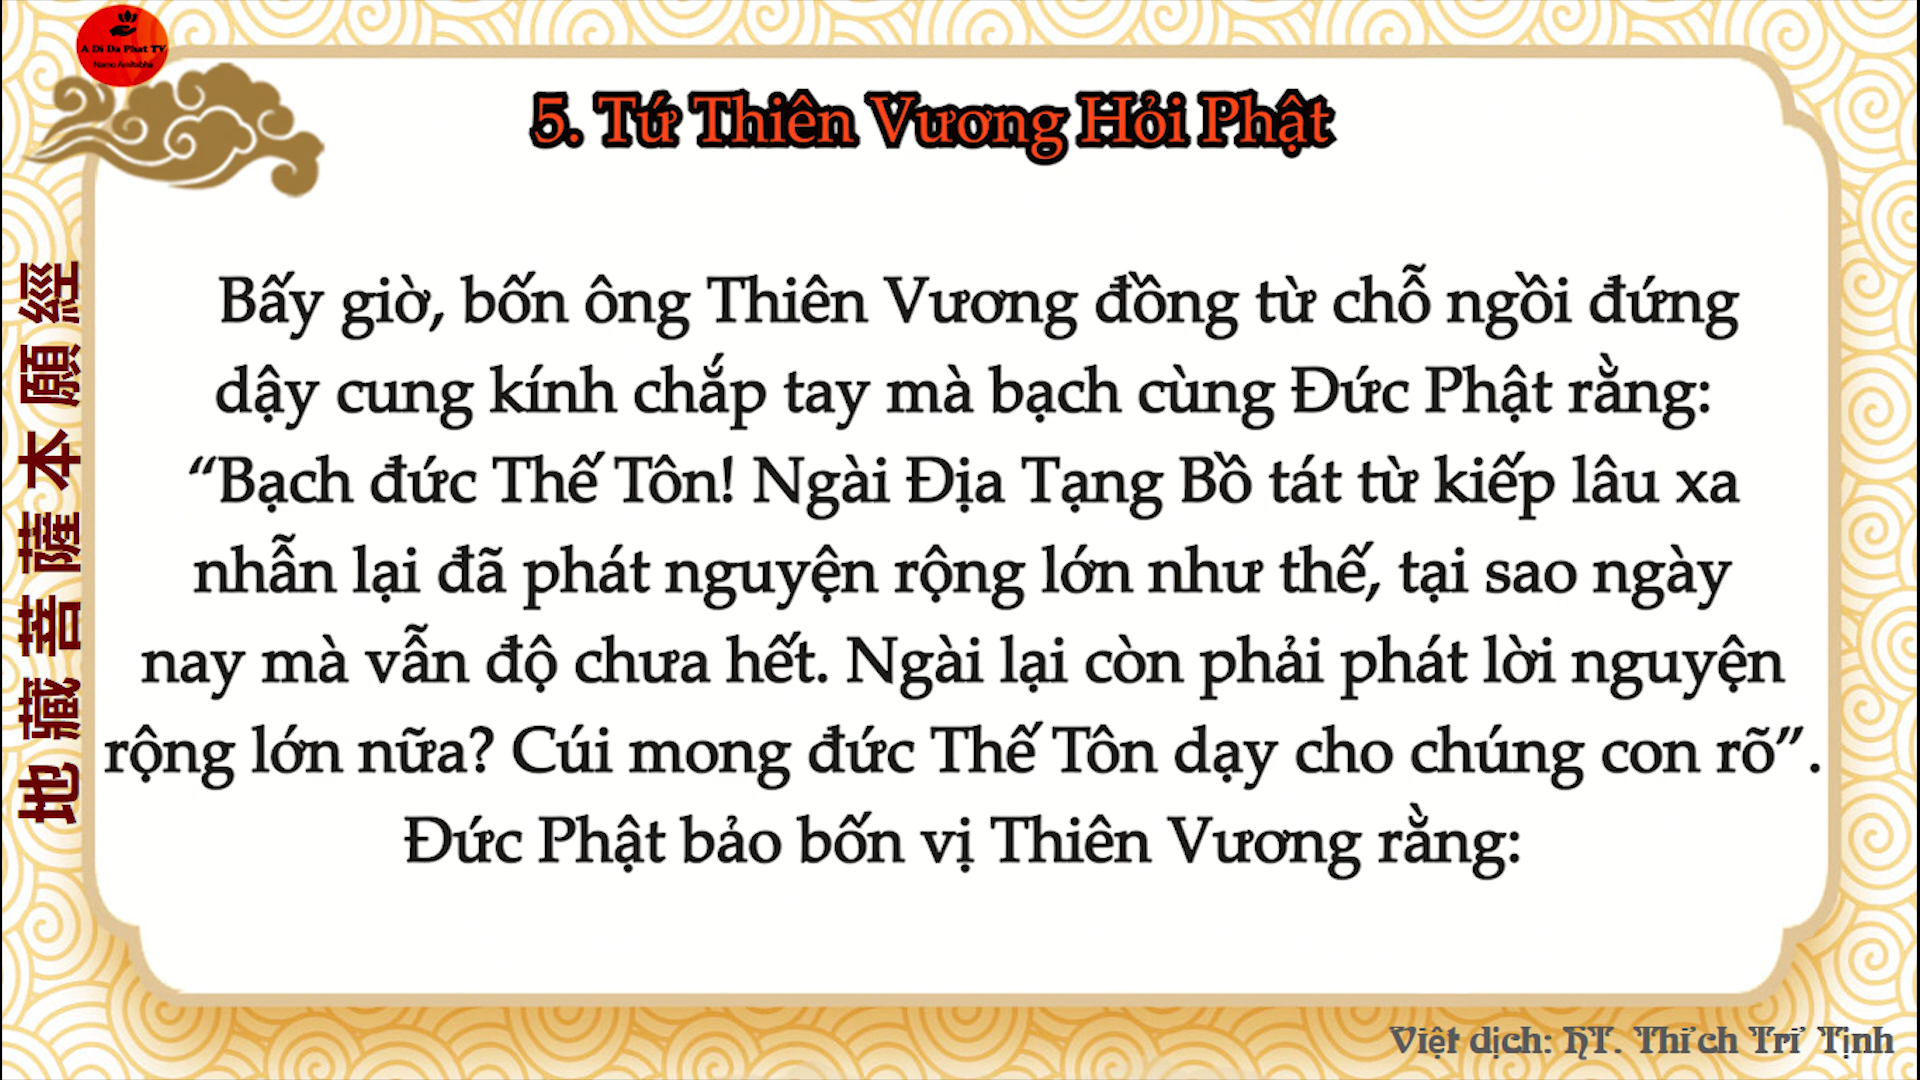 A Di Da Phat TV
Namo Amitabha
5. Tứ Thiên Vương Hỏi Phật
Bấy giờ, bốn ông Thiên Vương đồng từ chỗ ngồi đứng
dậy cung kính chắp tay mà bạch cùng Đức Phật rằng:
“Bạch đức Thế Tôn! Ngài Địa Tạng Bồ tát từ kiếp lâu xa
nhẫn lại đã phát nguyện rộng lớn như thế, tại sao ngày
nay mà vẫn độ chưa hết. Ngài lại còn phải phát lời nguyện
rộng lớn nữa? Cúi mong đức Thế Tôn dạy cho chúng con rõ”.
Đức Phật bảo bốn vị Thiên Vương rằng:
地藏菩薩本願經
Việt dịch: HT. Thích Trí Tịnh